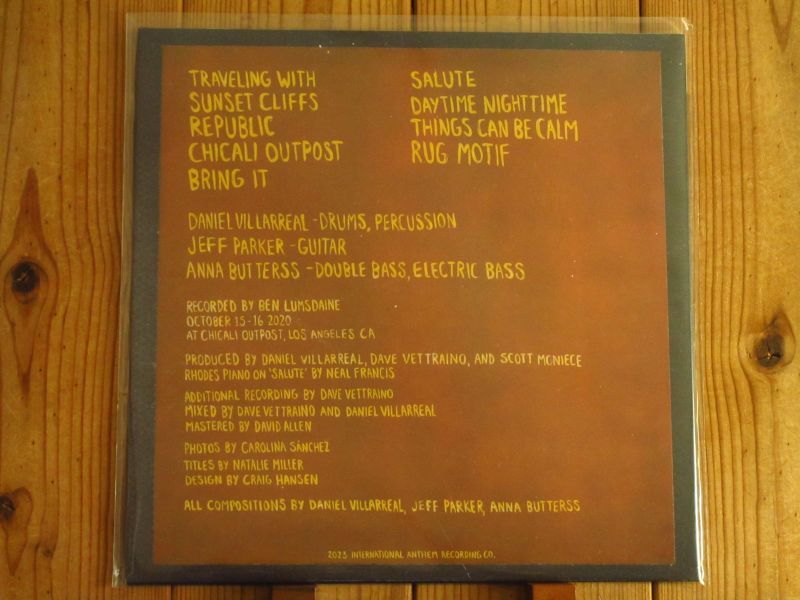 TRAVELING WITH
SUNSET CLIFFS
REPUBLIC
CHICALI OUTPOST
BRING IT
SALUTE
DAYTIME NIGHTTIME
THINGS CAN BE CALM
RUG MOTIF
DANIEL VILLARREAL - DRUMS, PERCUSSION
JEFF PARKER - GUITAR
ANNA BUTTERSS - DOUBLE BASS, ELECTRIC BASS
RECORDED BY BEN LUMSDAINE
OCTOBER 15-16 2020
AT CHICALI OUTPOST, LOS ANGELES CA
PRODUCED BY DANIEL VILLARREAL, DAVE VETTRAINO, AND SCOTT MCNIECE
RHODES PIANO ON 'SALUTE' BY NEAL FRANCIS
ADDITIONAL RECORDING BY DAVE VETTRAINO
MIXED BY DAVE VETTRAINO AND DANIEL VILLARREAL
MASTERED BY DAVID ALLEN
PHOTOS BY CAROLINA SÁNCHEZ
TITLES BY NATALIE MILLER
DESIGN BY CRAIG HANSEN
ALL COMPOSITIONS BY DANIEL VILLARREAL, JEFF PARKER, ANNA BUTTERSS
2023 INTERNATIONAL ANTHEM RECORDING CO.